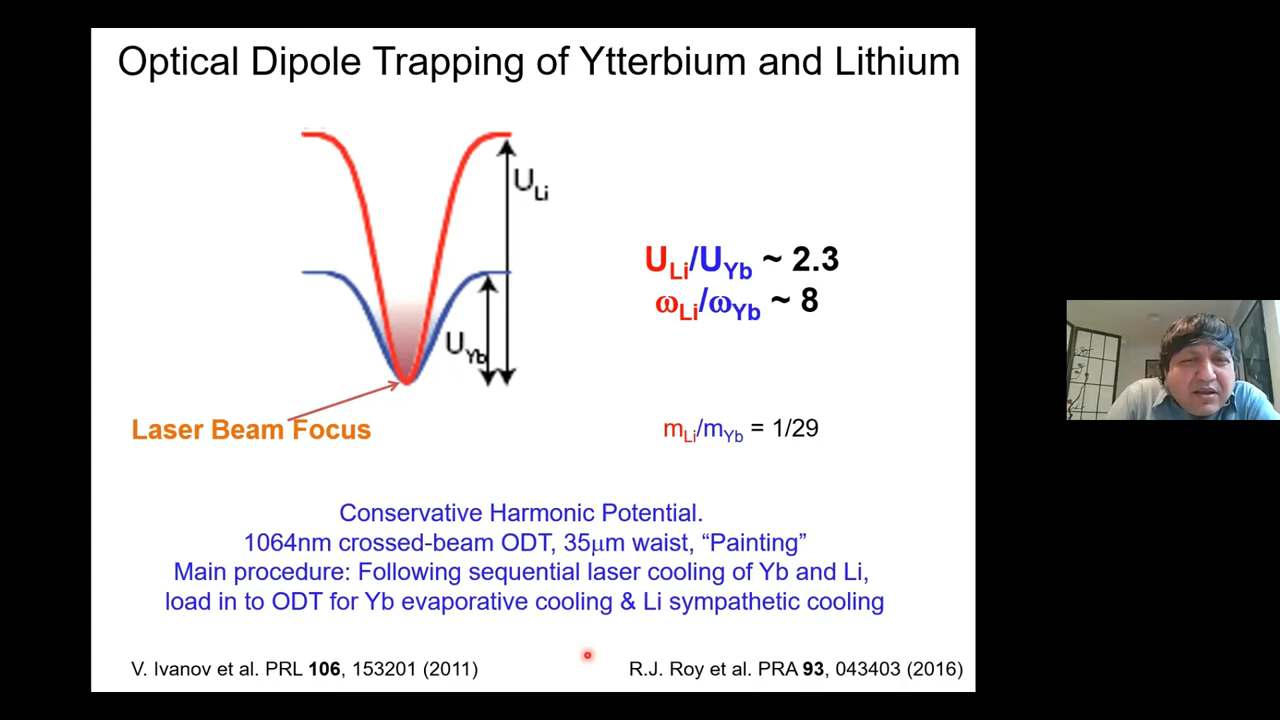 Optical Dipole Trapping of Ytterbium and Lithium
U_Li
U_Li/U_Yb ~ 2.3
ω_Li/ω_Yb ~ 8
U_Yb
Laser Beam Focus
m_Li/m_Yb = 1/29
Conservative Harmonic Potential.
1064nm crossed-beam ODT, 35μm waist, “Painting”
Main procedure: Following sequential laser cooling of Yb and Li,
load in to ODT for Yb evaporative cooling & Li sympathetic cooling
V. Ivanov et al. PRL 106, 153201 (2011)
R.J. Roy et al. PRA 93, 043403 (2016)